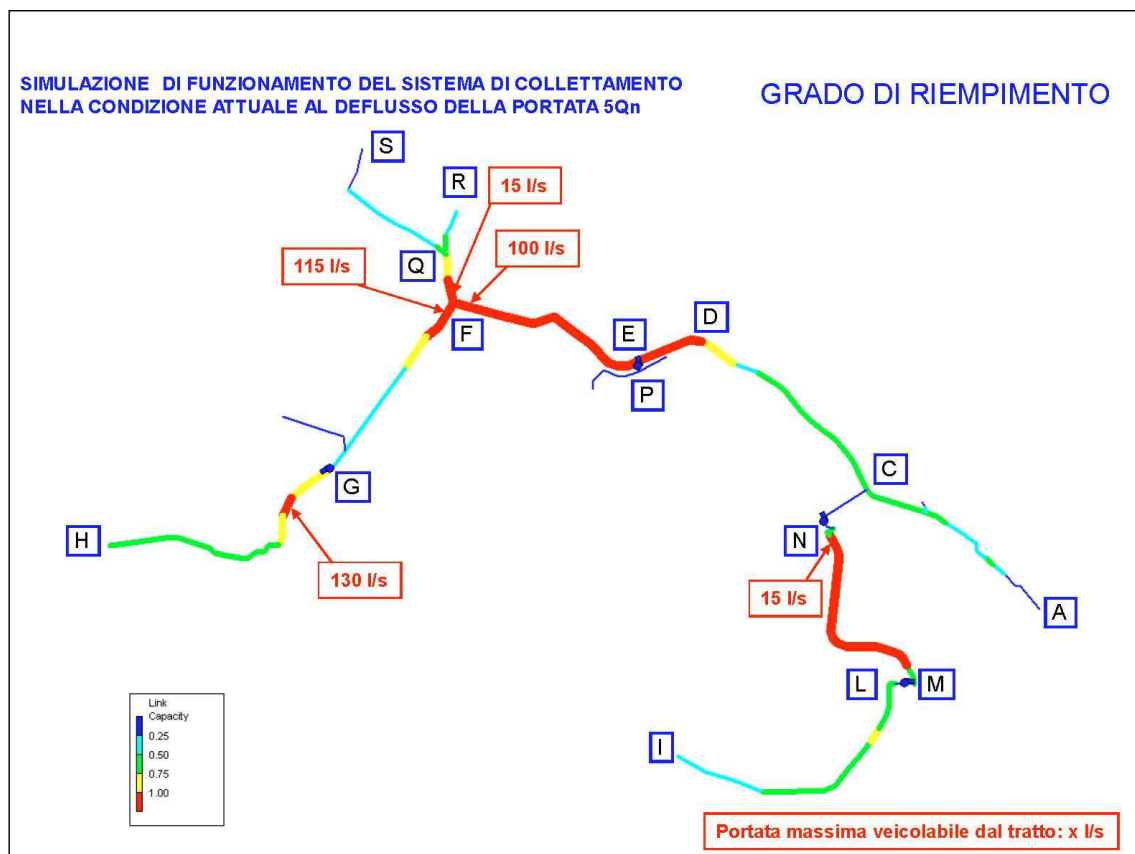 SIMULAZIONE DI FUNZIONAMENTO DEL SISTEMA DI COLLETTAMENTO
NELLA CONDIZIONE ATTUALE AL DEFLUSSO DELLA PORTATA 5Qn
GRADO DI RIEMPIMENTO
S
R
15 l/s
100 l/s
Q
115 l/s
F
E
D
P
C
G
H
N
130 l/s
15 l/s
A
L
M
I
Link
Capacity
0.25
0.50
0.75
1.00
Portata massima veicolabile dal tratto: x l/s